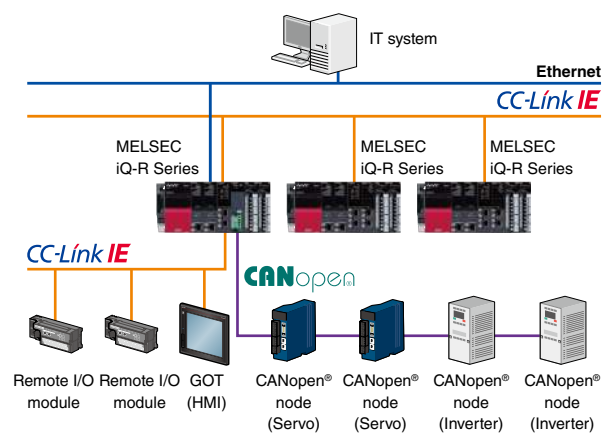 IT system
Ethernet
CC-Link IE
MELSEC
iQ-R Series
MELSEC
iQ-R Series
MELSEC
iQ-R Series
CC-Link IE
CANopen
Remote I/O
module
Remote I/O
module
GOT
(HMI)
CANopen®
node
(Servo)
CANopen®
node
(Servo)
CANopen®
node
(Inverter)
CANopen®
node
(Inverter)